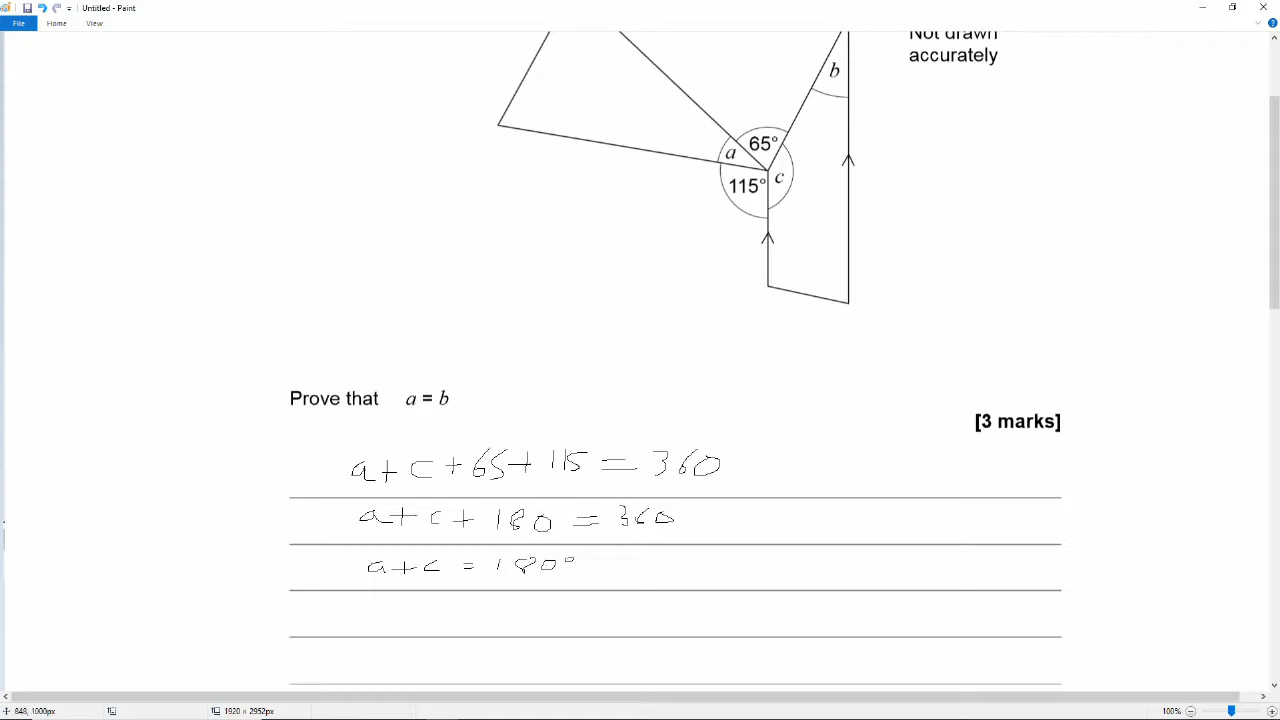 Untitled - Paint
File Home View
Not drawn
accurately
b
65°
a
c
115°
Prove that a = b
[3 marks]
a+c+65+115=360
a+c+180=360
a+c=180°
848, 1000px 1920 × 2952px 100%